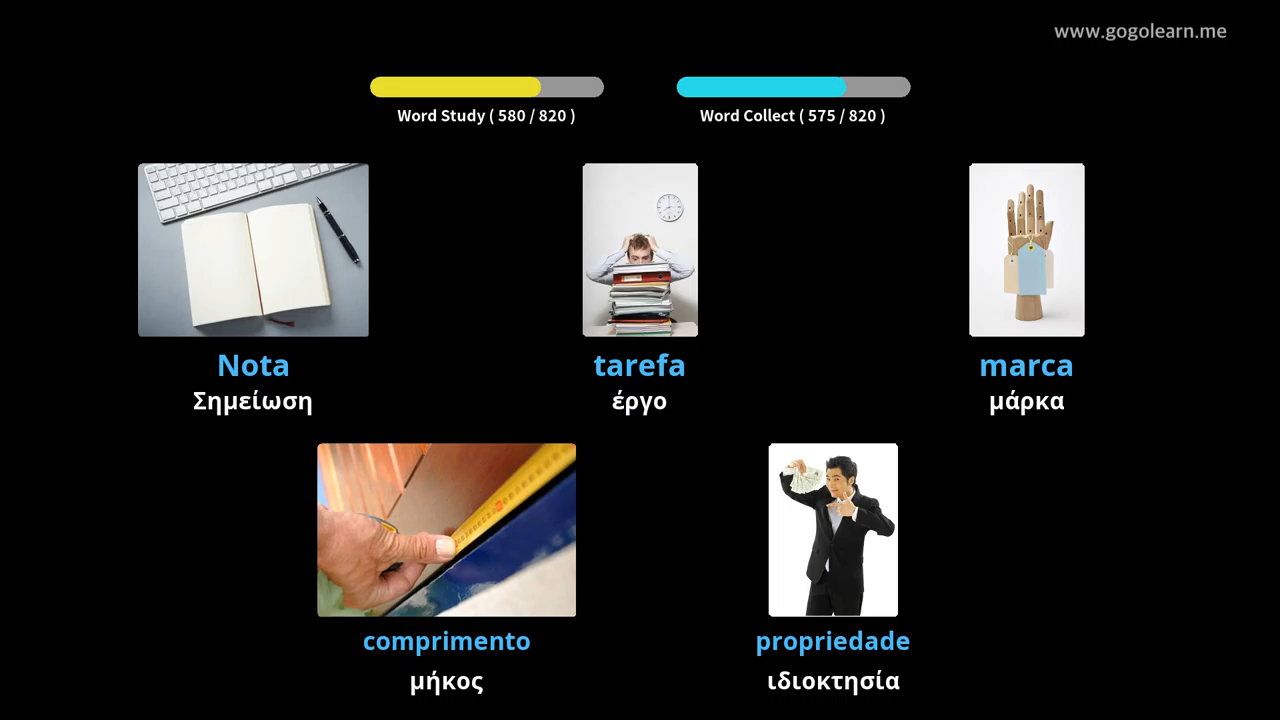 www.gogolearn.me
Word Study ( 580 / 820 )
Word Collect ( 575 / 820 )
Nota
Σημείωση
tarefa
έργο
marca
μάρκα
comprimento
μήκος
propriedade
ιδιοκτησία